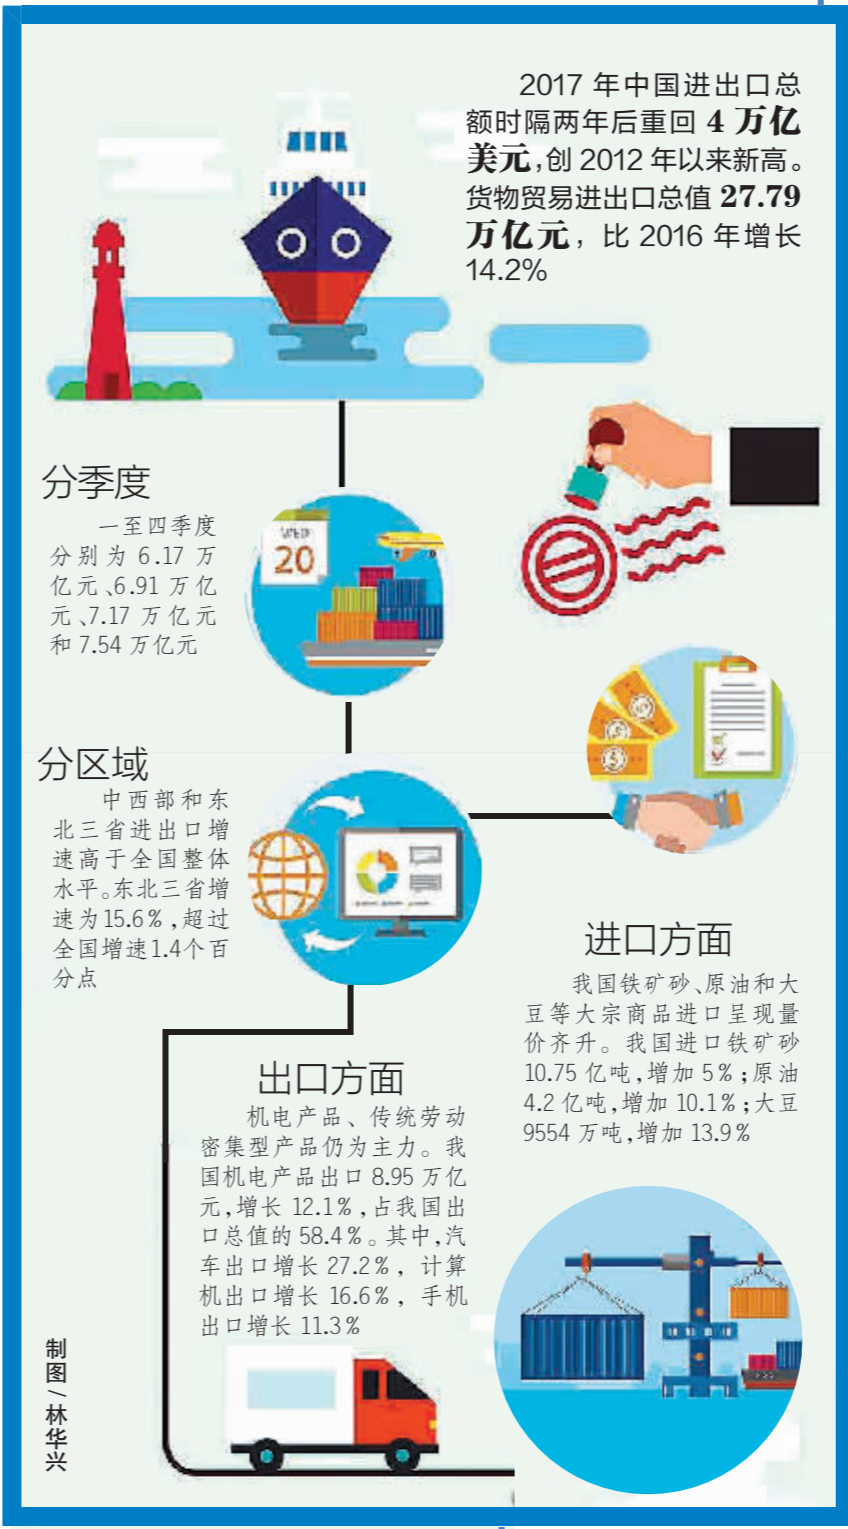 2017 年中国进出口总
额时隔两年后重回 4 万亿
美元,创 2012 年以来新高。
货物贸易进出口总值 27.79
万亿元，比 2016 年增长
14.2%
分季度
一至四季度
分别为 6.17 万
亿元、6.91 万亿
元、7.17 万亿元
和 7.54 万亿元
WED
20
分区域
中西部和东
北三省进出口增
速高于全国整体
水平。东北三省增
速为15.6%,超过
全国增速1.4个百
分点
进口方面
我国铁矿砂、原油和大
豆等大宗商品进口呈现量
价齐升。我国进口铁矿砂
10.75 亿吨,增加 5%;原油
4.2 亿吨,增加 10.1%;大豆
9554 万吨,增加 13.9%
出口方面
机电产品、传统劳动
密集型产品仍为主力。我
国机电产品出口 8.95 万亿
元,增长 12.1%,占我国出
口总值的 58.4%。其中,汽
车出口增长 27.2%，计算
机出口增长 16.6%，手机
出口增长 11.3%
制图/林华兴